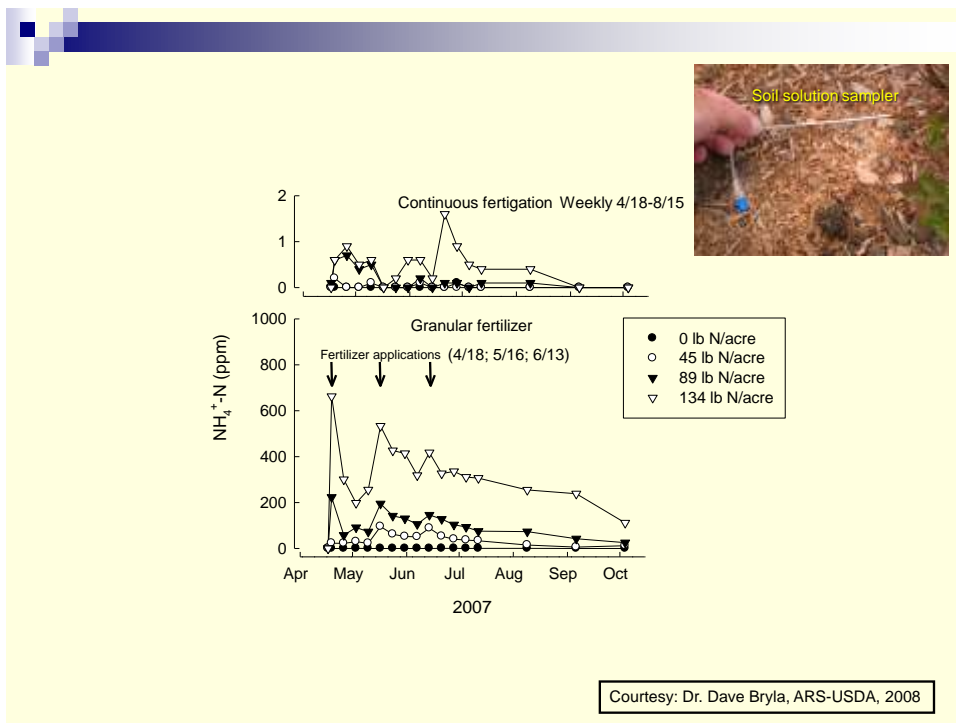 Soil solution sampler
2
Continuous fertigation Weekly 4/18-8/15
1
0
1000
Granular fertilizer
Fertilizer applications (4/18; 5/16; 6/13)
800
600
400
200
0
NH₄⁺-N (ppm)
0 lb N/acre
45 lb N/acre
89 lb N/acre
134 lb N/acre
Apr May Jun Jul Aug Sep Oct
2007
Courtesy: Dr. Dave Bryla, ARS-USDA, 2008